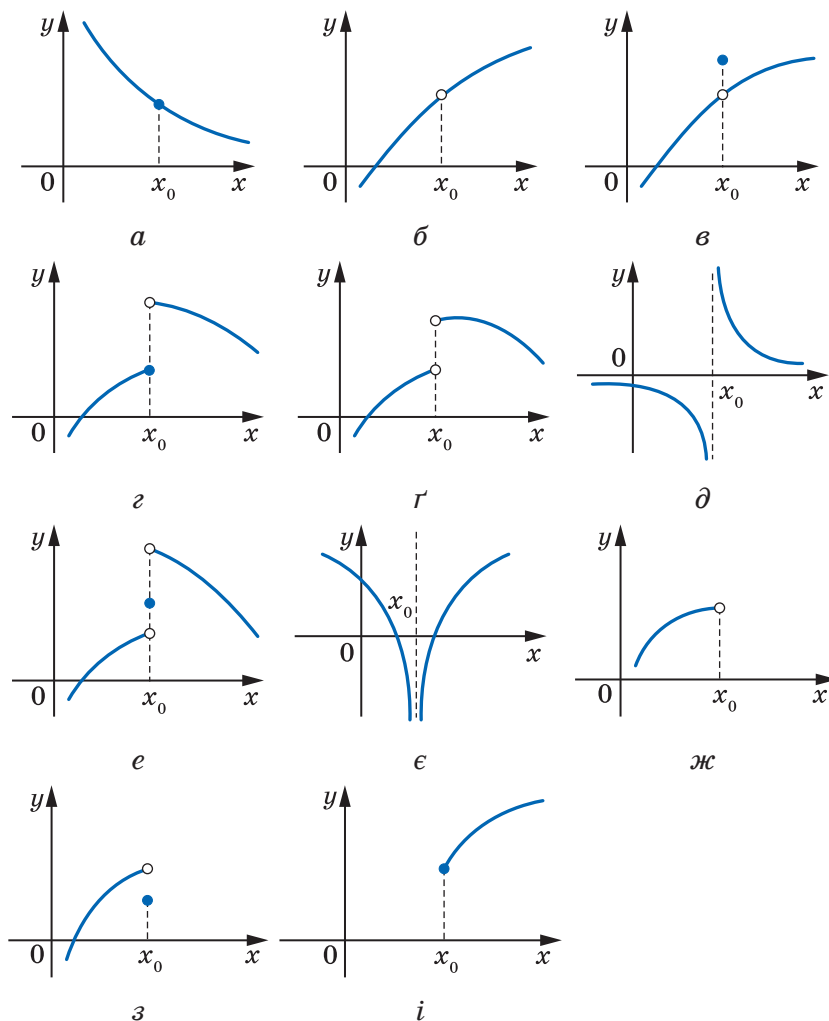 y y y
0 x₀ x 0 x₀ x 0 x₀ x
а б в
y y y
0
0 x₀ x 0 x₀ x x₀ x
г ґ д
y y y
x₀
0 x₀ x 0 x 0 x₀ x
е є ж
y y
0 x₀ x 0 x₀ x
з і